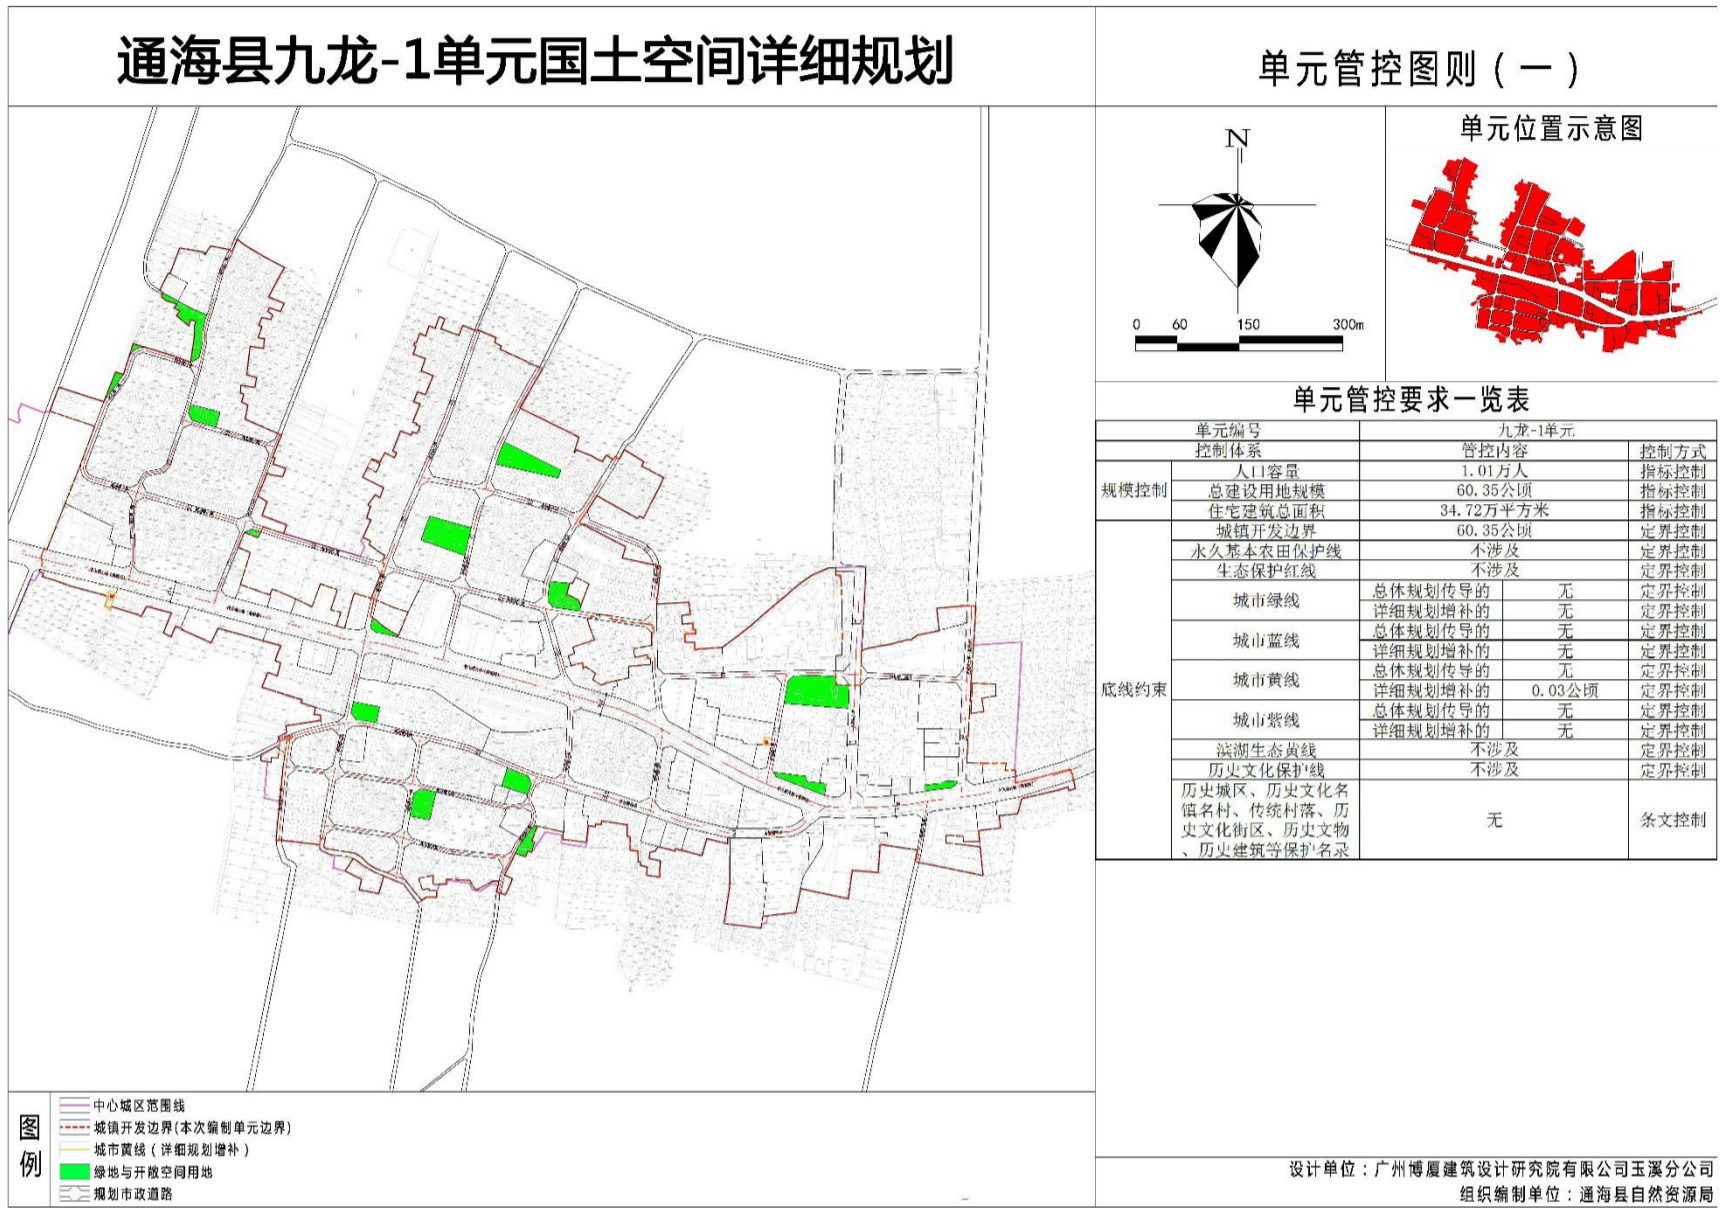 通海县九龙-1单元国土空间详细规划
单元管控图则(一)
N
0 60 150 300m
单元位置示意图
单元管控要求一览表
单元编号 九龙-1单元
控制体系 管控内容 控制方式
规模控制 人口容量 1.01万人 指标控制
总建设用地规模 60.35公顷 指标控制
住宅建筑总面积 34.72万平方米 指标控制
底线约束 城镇开发边界 60.35公顷 定界控制
永久基本农田保护线 不涉及 定界控制
生态保护红线 不涉及 定界控制
城市绿线 总体规划传导的 无 定界控制
详细规划增补的 无 定界控制
城市蓝线 总体规划传导的 无 定界控制
详细规划增补的 无 定界控制
城市黄线 总体规划传导的 无 定界控制
详细规划增补的 0.03公顷 定界控制
城市紫线 总体规划传导的 无 定界控制
详细规划增补的 无 定界控制
滨湖生态黄线 不涉及 定界控制
历史文化保护线 不涉及 定界控制
历史城区、历史文化名
镇名村、传统村落、历
史文化街区、历史文物
、历史建筑等保护名录
无 条文控制
图例
中心城区范围线
城镇开发边界(本次编制单元边界)
城市黄线(详细规划增补)
绿地与开敞空间用地
规划市政道路
设计单位:广州博厦建筑设计研究院有限公司玉溪分公司
组织编制单位:通海县自然资源局